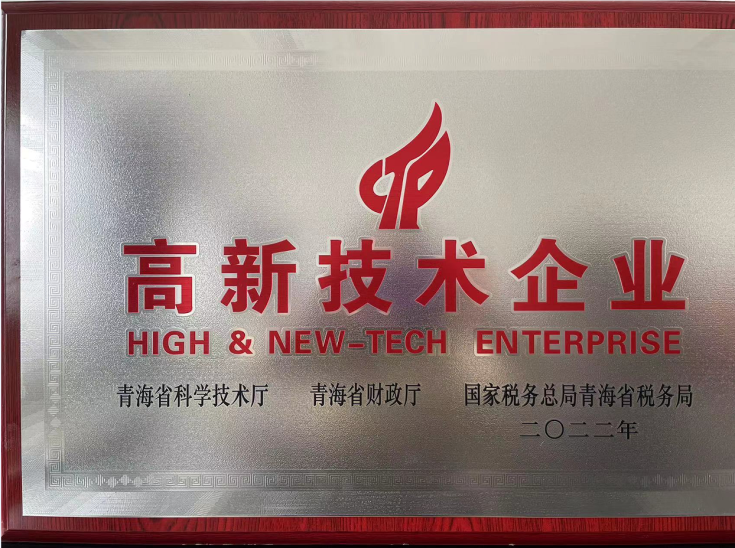 CTP
高新技术企业
HIGH & NEW-TECH ENTERPRISE
青海省科学技术厅 青海省财政厅 国家税务总局青海省税务局
二〇二二年